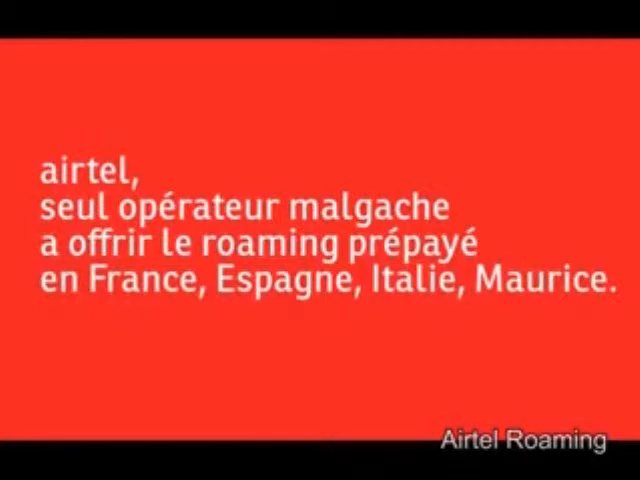 airtel,
seul opérateur malgache
a offrir le roaming prépayé
en France, Espagne, Italie, Maurice.
Airtel Roaming